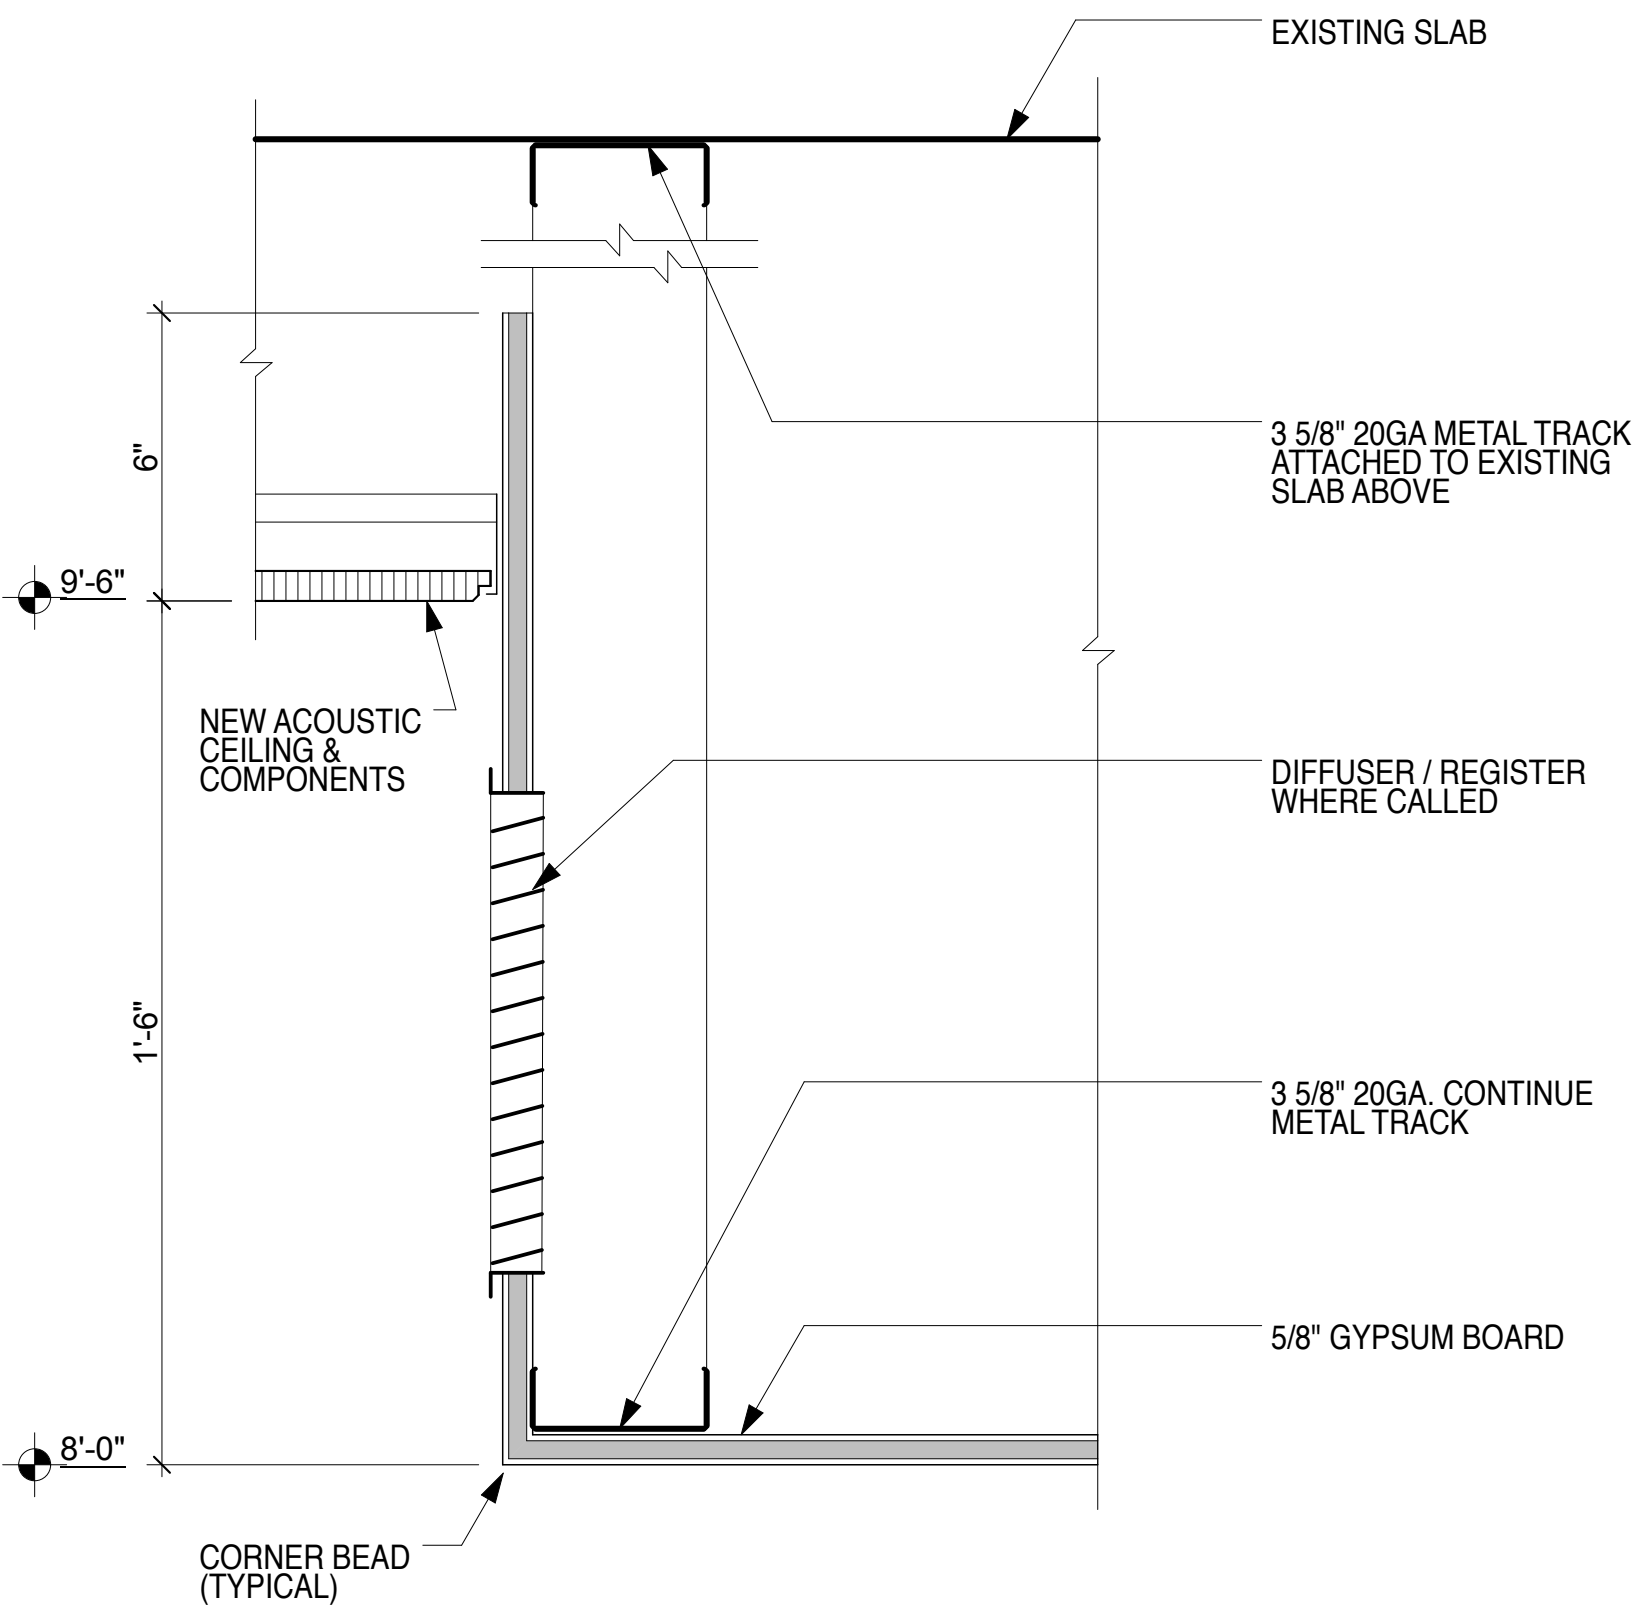 EXISTING SLAB
6"
3 5/8" 20GA METAL TRACK
ATTACHED TO EXISTING
SLAB ABOVE
9'-6"
NEW ACOUSTIC
CEILING &
COMPONENTS
DIFFUSER / REGISTER
WHERE CALLED
1'-6"
3 5/8" 20GA. CONTINUE
METAL TRACK
5/8" GYPSUM BOARD
8'-0"
CORNER BEAD
(TYPICAL)